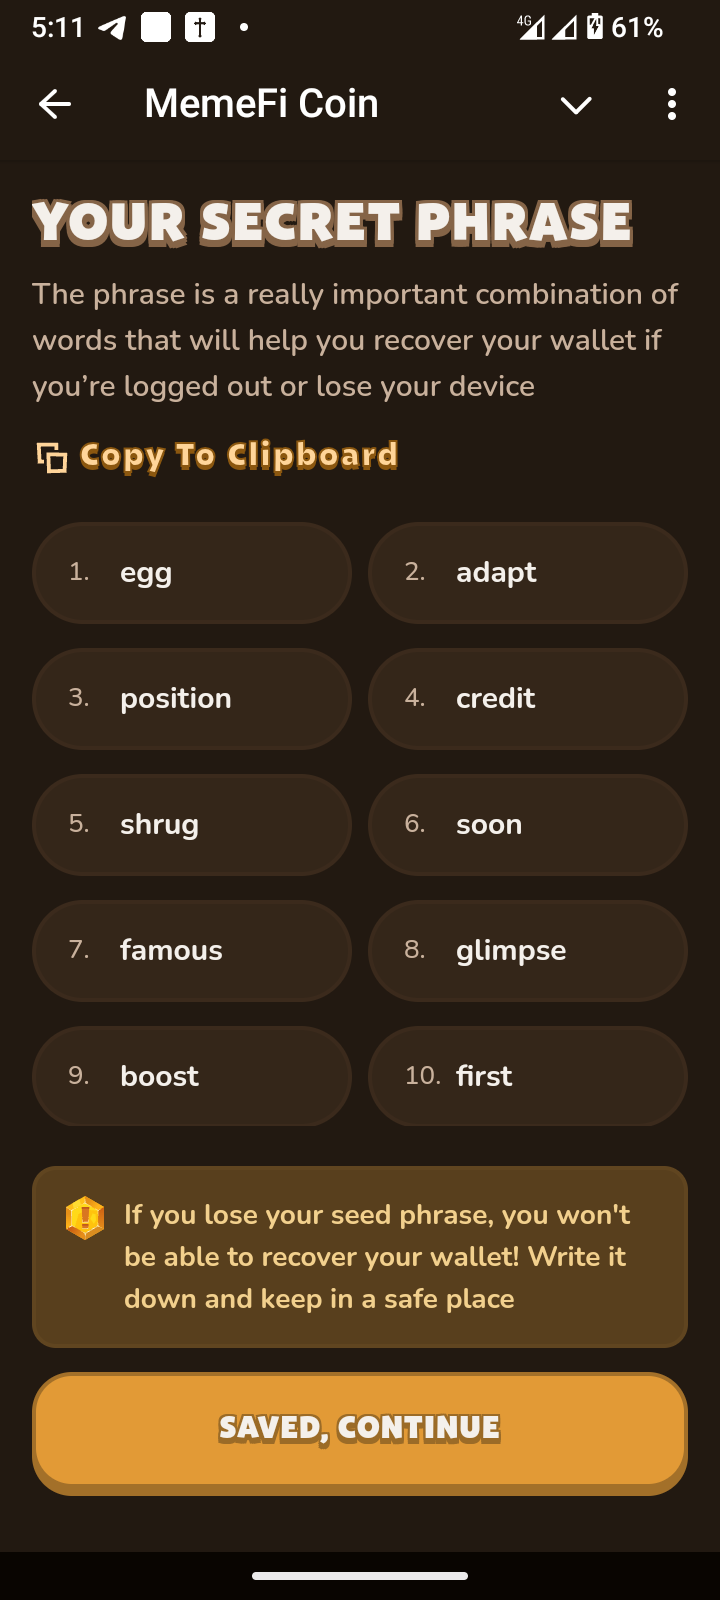 5:11 4G 61%
MemeFi Coin
YOUR SECRET PHRASE
The phrase is a really important combination of
words that will help you recover your wallet if
you’re logged out or lose your device
Copy To Clipboard
1. egg
2. adapt
3. position
4. credit
5. shrug
6. soon
7. famous
8. glimpse
9. boost
10. first
If you lose your seed phrase, you won't
be able to recover your wallet! Write it
down and keep in a safe place
SAVED, CONTINUE